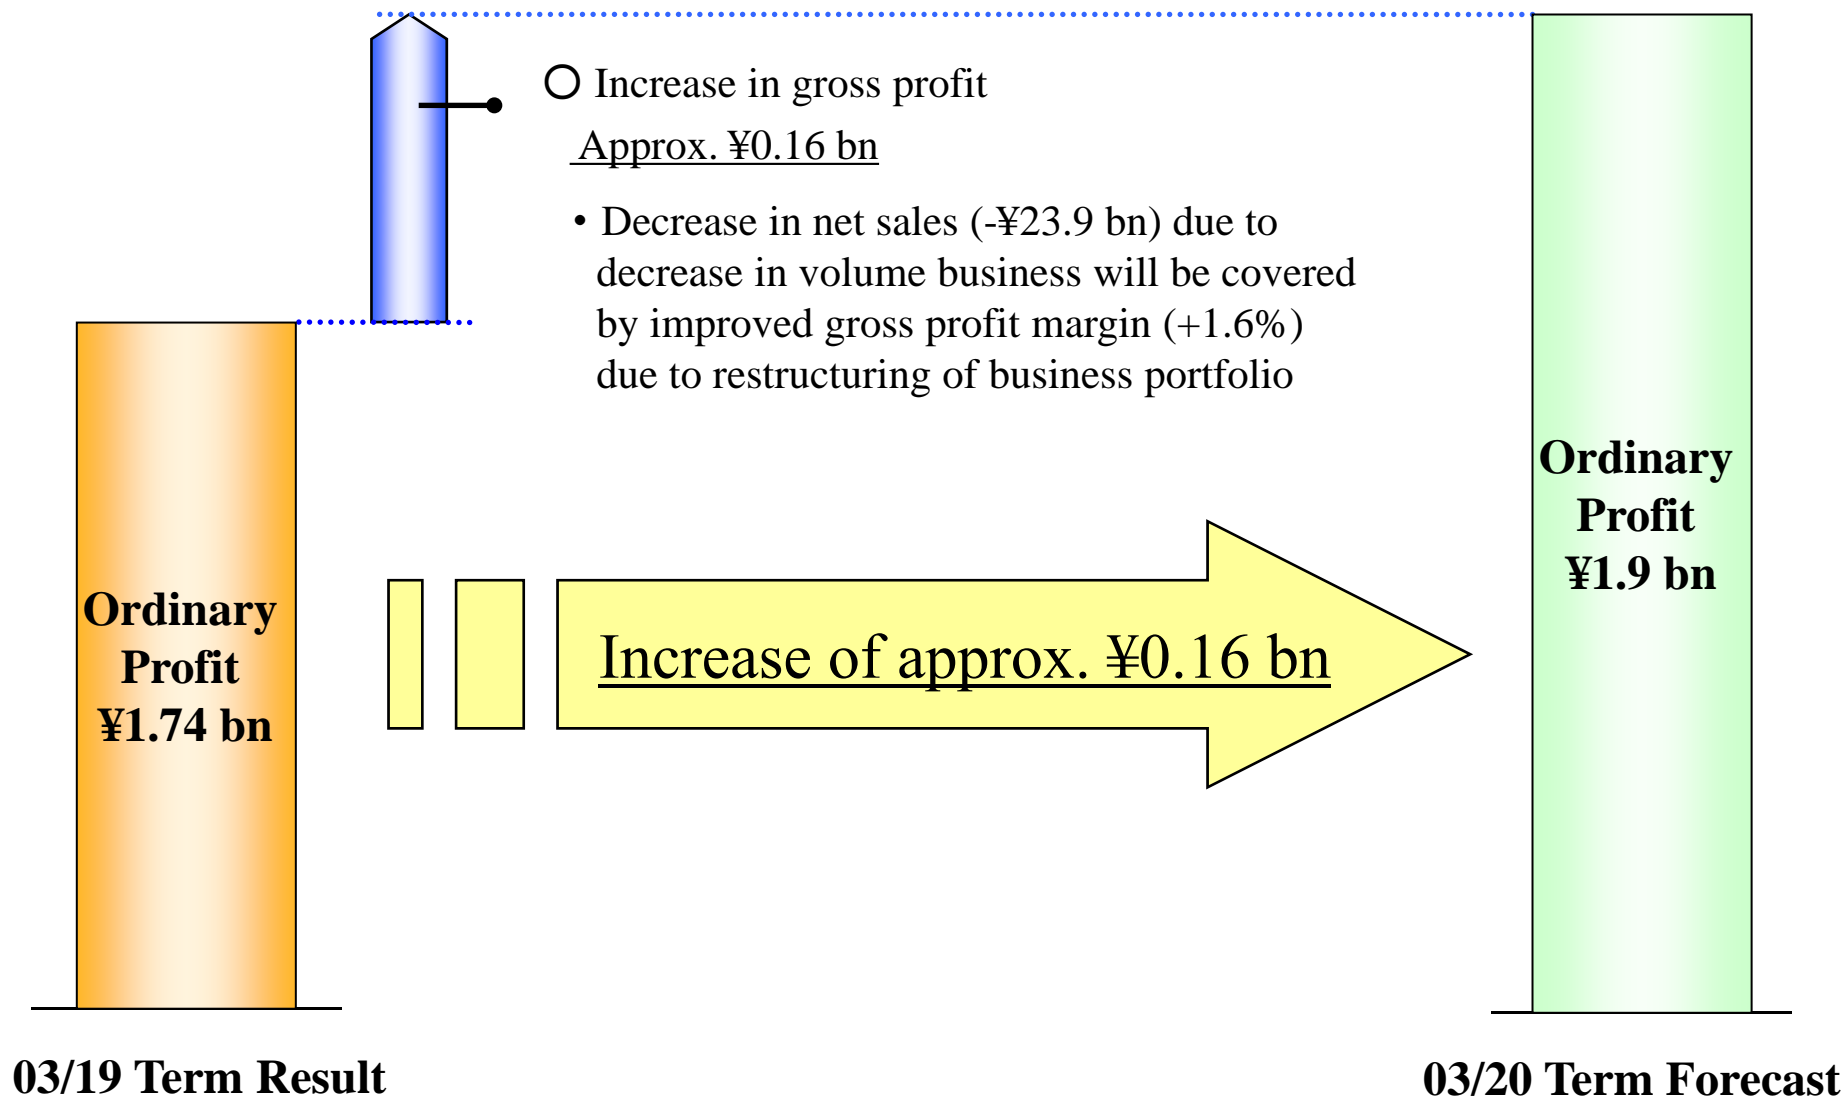 ○ Increase in gross profit
Approx. ¥0.16 bn
• Decrease in net sales (-¥23.9 bn) due to
decrease in volume business will be covered
by improved gross profit margin (+1.6%)
due to restructuring of business portfolio
Ordinary
Profit
¥1.74 bn
Increase of approx. ¥0.16 bn
Ordinary
Profit
¥1.9 bn
03/19 Term Result
03/20 Term Forecast